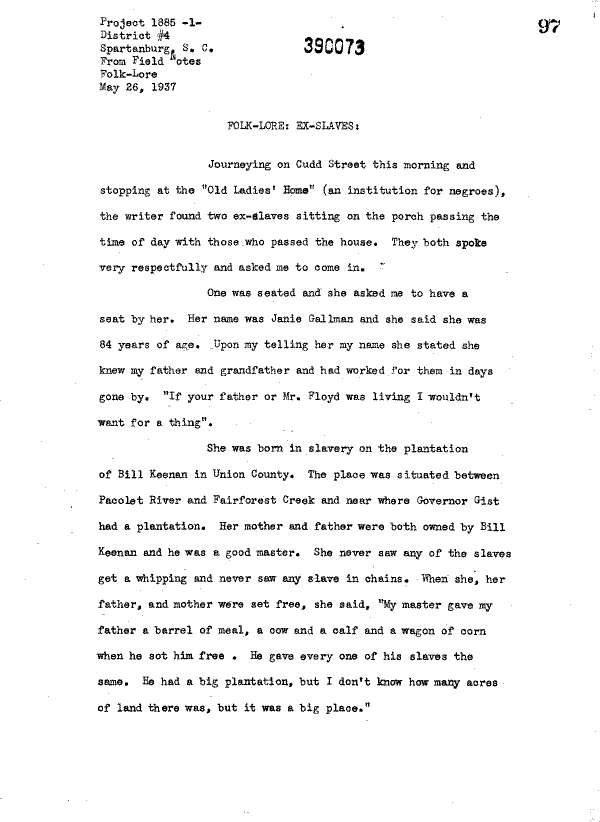 Project 1885 -1-
District #4
Spartanburg, S. C.
From Field Notes
Folk-Lore
May 26, 1937
390073
97
FOLK-LORE: EX-SLAVES:
Journeying on Cudd Street this morning and
stopping at the "Old Ladies' Home" (an institution for negroes),
the writer found two ex-slaves sitting on the porch passing the
time of day with those who passed the house. They both spoke
very respectfully and asked me to come in.
One was seated and she asked me to have a
seat by her. Her name was Janie Gallman and she said she was
84 years of age. Upon my telling her my name she stated she
knew my father and grandfather and had worked for them in days
gone by. "If your father or Mr. Floyd was living I wouldn't
want for a thing".
She was born in slavery on the plantation
of Bill Keenan in Union County. The place was situated between
Pacolet River and Fairforest Creek and near where Governor Gist
had a plantation. Her mother and father were both owned by Bill
Keenan and he was a good master. She never saw any of the slaves
get a whipping and never saw any slave in chains. When she, her
father, and mother were set free, she said, "My master gave my
father a barrel of meal, a cow and a calf and a wagon of corn
when he sot him free . He gave every one of his slaves the
same. He had a big plantation, but I don't know how many acres
of land there was, but it was a big place."